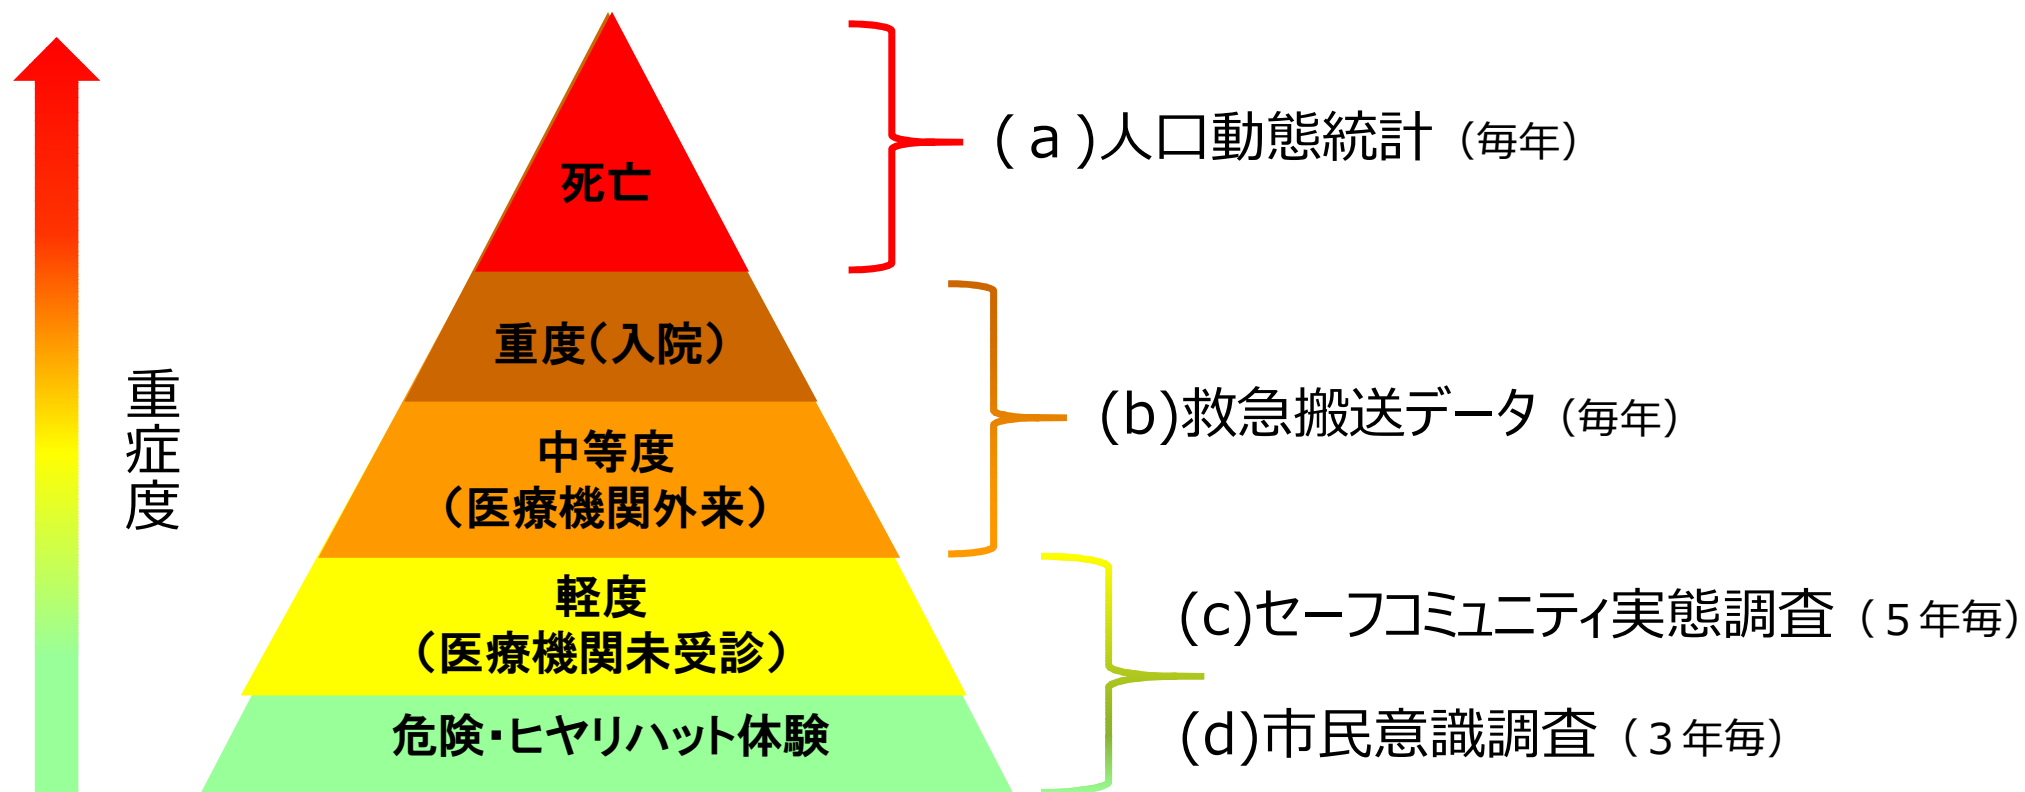 死亡
(ａ)人口動態統計（毎年）
重度（入院）
中等度
（医療機関外来）
(b)救急搬送データ（毎年）
重症度
軽度
（医療機関未受診）
(c)セーフコミュニティ実態調査（５年毎）
危険・ヒヤリハット体験
(d)市民意識調査（３年毎）